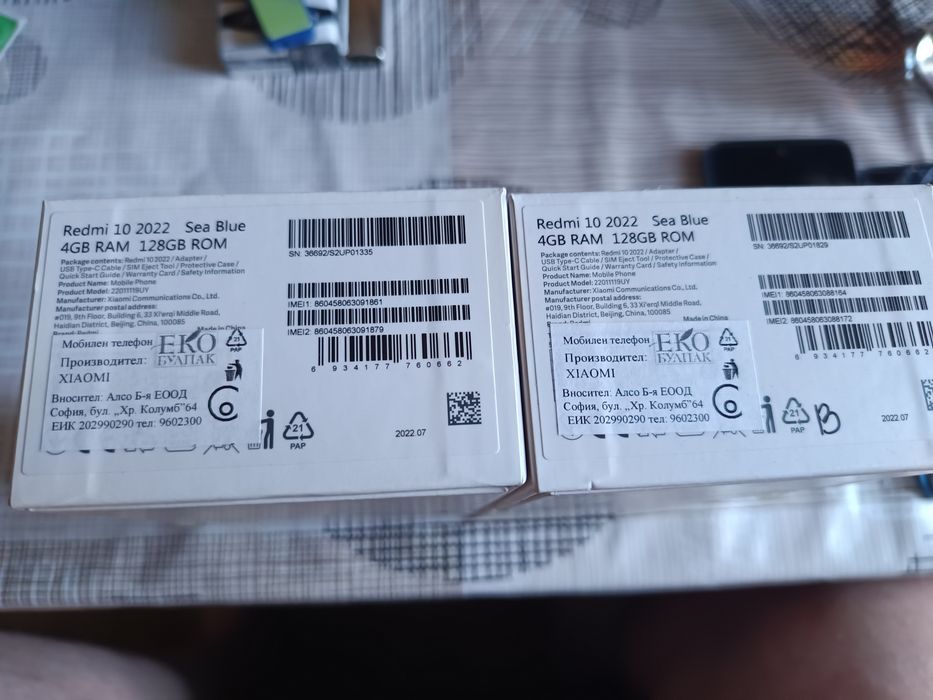 Redmi 10 2022 Sea Blue
4GB RAM 128GB ROM
Package contents: Redmi 10 2022 / Adapter /
USB Type-C Cable / SIM Eject Tool / Protective Case /
Quick Start Guide / Warranty Card / Safety Information
Product Name: Mobile Phone
Product Model: 22011119UY
Manufacturer: Xiaomi Communications Co., Ltd.
Manufacturer postal address:
#019, 9th Floor, Building 6, 33 Xi'erqi Middle Road,
Haidian District, Beijing, China, 100085
Made in China
SN: 36692/S2UP01335
IMEI1: 860458063091861
IMEI2: 860458063091879
6 934177 760662
Мобилен телефон
ЕКО
БУЛПАК
21
PAP
Производител:
XIAOMI
Вносител: Алсо Б-я ЕООД
София, бул. „Хр. Колумб"64
ЕИК 202990290 тел: 9602300
21
PAP
2022.07
Redmi 10 2022 Sea Blue
4GB RAM 128GB ROM
Package contents: Redmi 10 2022 / Adapter /
USB Type-C Cable / SIM Eject Tool / Protective Case /
Quick Start Guide / Warranty Card / Safety Information
Product Name: Mobile Phone
Product Model: 22011119UY
Manufacturer: Xiaomi Communications Co., Ltd.
Manufacturer postal address:
#019, 9th Floor, Building 6, 33 Xi'erqi Middle Road,
Haidian District, Beijing, China, 100085
Made in China
SN: 36692/S2UP01829
IMEI1: 860458063088164
IMEI2: 860458063088172
6 934177 760662
Мобилен телефон
ЕКО
БУЛПАК
21
PAP
Производител:
XIAOMI
Вносител: Алсо Б-я ЕООД
София, бул. „Хр. Колумб"64
ЕИК 202990290 тел: 9602300
21
PAP
B
2022.07